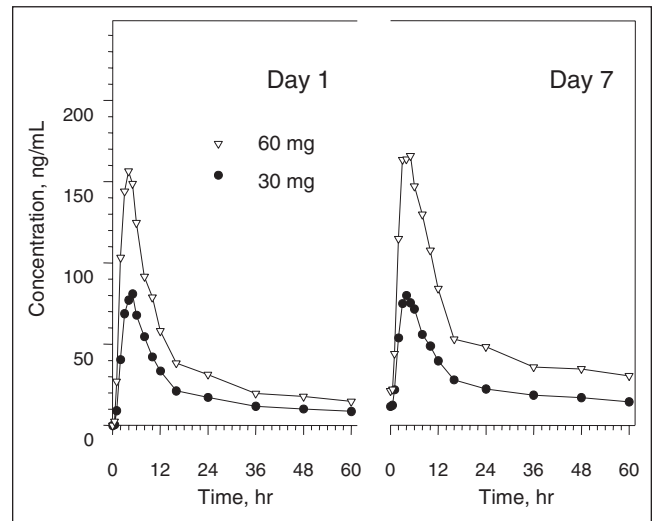 Day 1
Day 7
60 mg
30 mg
Concentration, ng/mL
200
150
100
50
0
0 12 24 36 48 60
0 12 24 36 48 60
Time, hr
Time, hr